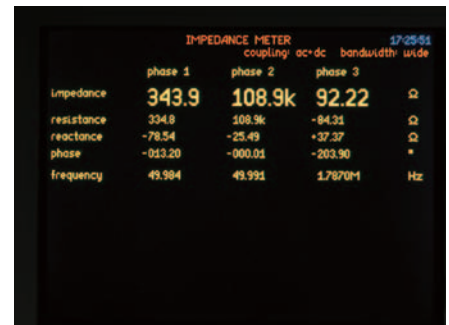 IMPEDANCE METER 17:25:51
coupling: ac+dc bandwidth: wide
phase 1 phase 2 phase 3
impedance 343.9 108.9k 92.22 Ω
resistance 334.8 108.9k -84.31 Ω
reactance -78.54 -25.49 +37.37 Ω
phase -013.20 -000.01 -203.90 °
frequency 49.984 49.991 1.7870M Hz